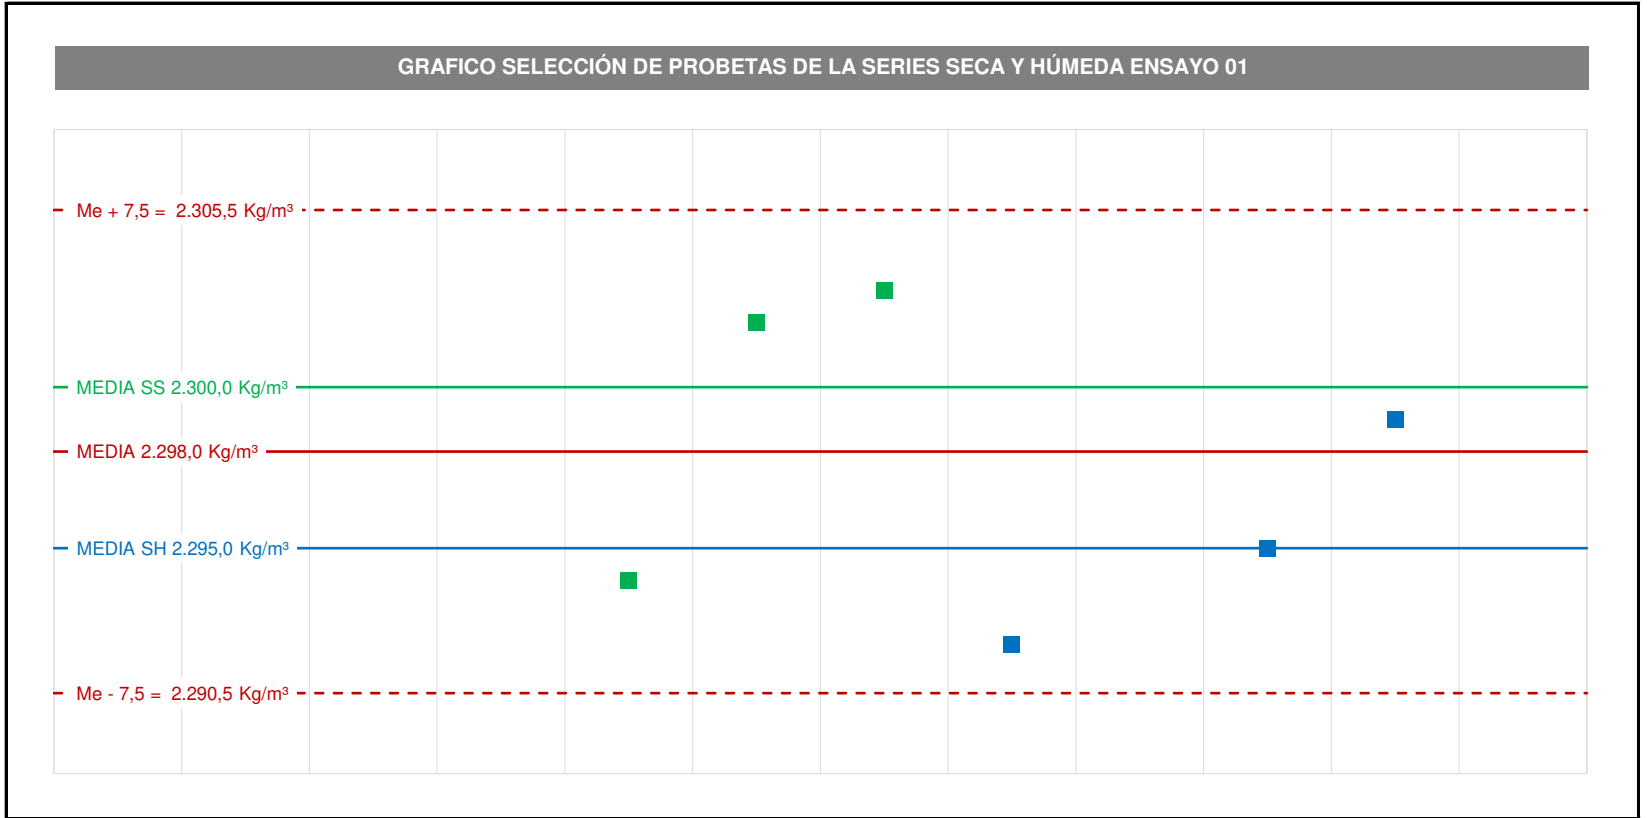 GRAFICO SELECCIÓN DE PROBETAS DE LA SERIES SECA Y HÚMEDA ENSAYO 01
Me + 7,5 = 2.305,5 Kg/m³
MEDIA SS 2.300,0 Kg/m³
MEDIA 2.298,0 Kg/m³
MEDIA SH 2.295,0 Kg/m³
Me - 7,5 = 2.290,5 Kg/m³